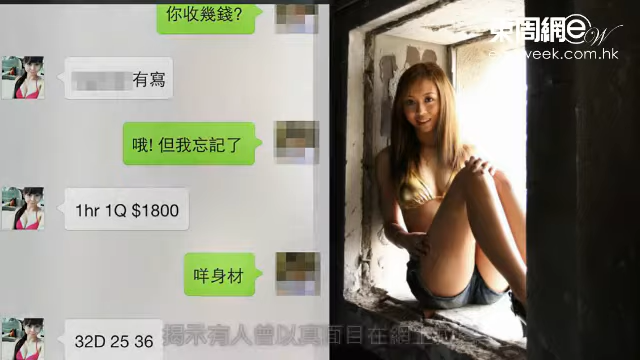 你收幾錢?
東周網eW
eastweek.com.hk
有寫
哦! 但我忘記了
1hr 1Q $1800
咩身材
32D 25 36
揭示有人曾以真面目在網上